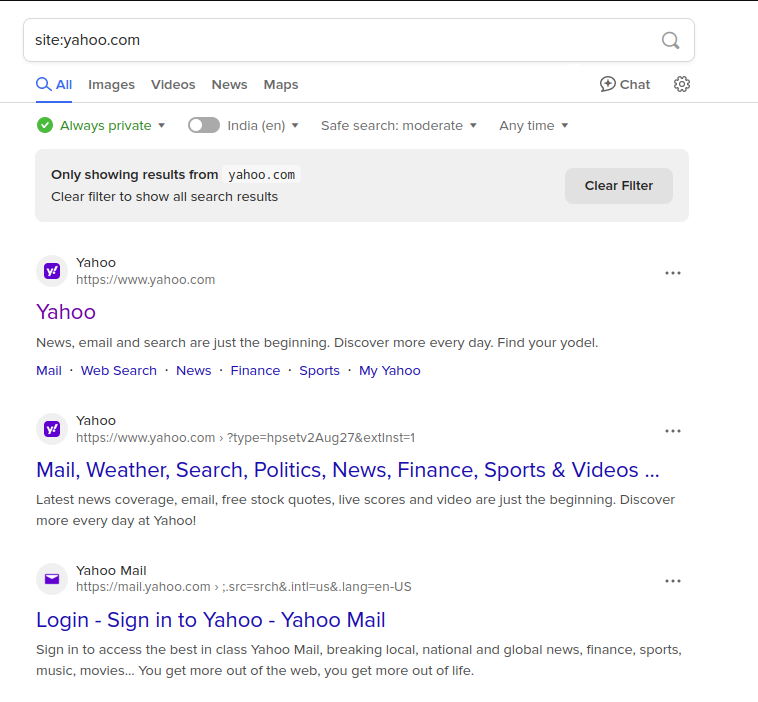 site:yahoo.com
All Images Videos News Maps Chat
Always private India (en) Safe search: moderate Any time
Only showing results from yahoo.com
Clear filter to show all search results
Clear Filter
y!
Yahoo
https://www.yahoo.com
Yahoo
News, email and search are just the beginning. Discover more every day. Find your yodel.
Mail · Web Search · News · Finance · Sports · My Yahoo
y!
Yahoo
https://www.yahoo.com › ?type=hpsetv2Aug27&extInst=1
Mail, Weather, Search, Politics, News, Finance, Sports & Videos ...
Latest news coverage, email, free stock quotes, live scores and video are just the beginning. Discover
more every day at Yahoo!
Yahoo Mail
https://mail.yahoo.com › ;.src=srch&.intl=us&.lang=en-US
Login - Sign in to Yahoo - Yahoo Mail
Sign in to access the best in class Yahoo Mail, breaking local, national and global news, finance, sports,
music, movies... You get more out of the web, you get more out of life.